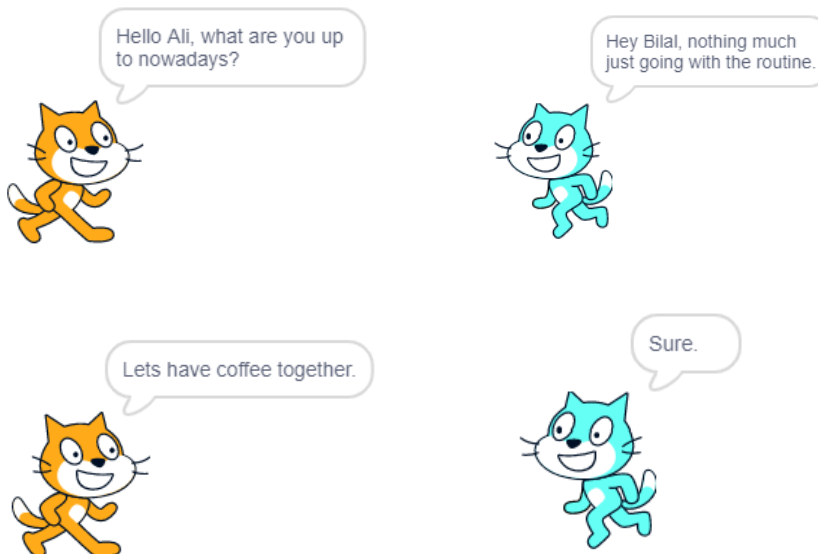 Hello Ali, what are you up
to nowadays?
Hey Bilal, nothing much
just going with the routine.
Lets have coffee together.
Sure.